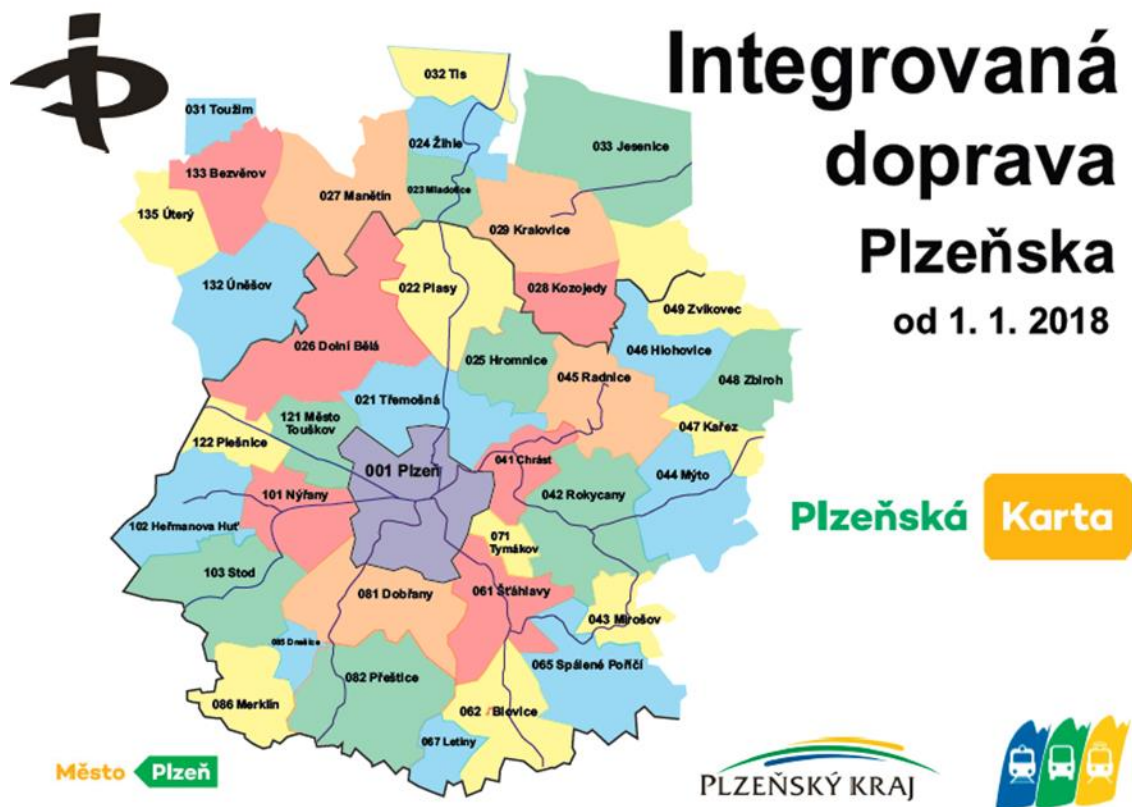 Integrovaná
doprava
Plzeňska
od 1. 1. 2018
032 Tis
031 Toužim
024 Žihle
033 Jesenice
133 Bezvěrov
027 Manětín
023 Mladotice
135 Úterý
029 Kralovice
132 Úněšov
022 Plasy
028 Kozojedy
049 Zvíkovec
026 Dolní Bělá
025 Hromnice
046 Hlohovice
045 Radnice
048 Zbiroh
021 Třemošná
121 Město
Touškov
047 Kařez
122 Plešnice
001 Plzeň
041 Chrást
044 Mýto
101 Nýřany
042 Rokycany
102 Heřmanova Huť
071
Tymákov
103 Stod
081 Dobřany
061 Šťáhlavy
043 Mirošov
085 Dnešice
065 Spálené Poříčí
082 Přeštice
086 Merklín
062 Blovice
067 Letiny
Plzeňská Karta
Město Plzeň
PLZEŇSKÝ KRAJ